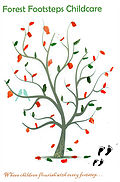 Forest Footsteps Childcare
Where children flourish with every footstep...